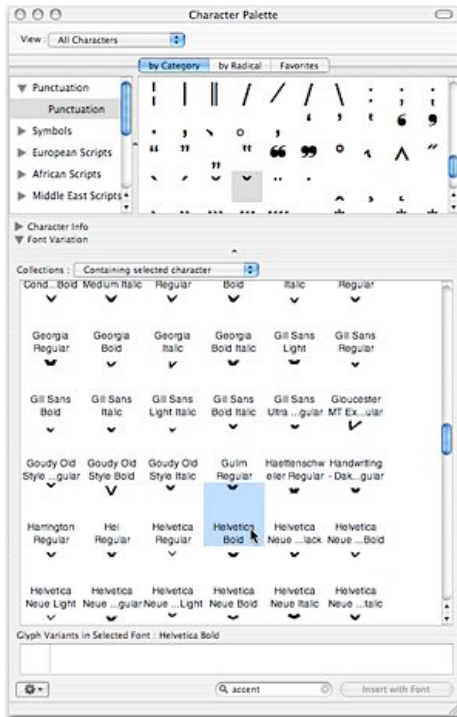 Character Palette
View : All Characters
by Category by Radical Favorites
Punctuation
Punctuation
Symbols
European Scripts
African Scripts
Middle East Scripts
Character Info
Font Variation
Collections : Containing selected character
Cond...Bold Medium Italic Regular Bold Italic Regular
Georgia Georgia Georgia Georgia Gill Sans Gill Sans
Regular Bold Italic Bold Italic Light Regular
Gill Sans Gill Sans Gill Sans Gill Sans Gill Sans Gloucester
Bold Italic Light Italic Bold Italic Ultra ...gular MT Ex...ular
Goudy Old Goudy Old Goudy Old Gulim Haettenschw Handwriting
Style ...gular Style Bold Style Italic Regular eiler Regular - Dak...gular
Harrington Hei Helvetica Helvetica Helvetica Helvetica
Regular Regular Regular Bold Neue ...lack Neue ...Bold
Helvetica Helvetica Helvetica Helvetica Helvetica Helvetica
Neue Light Neue ...gular Neue ...Light Neue Bold Neue Italic Neue ...talic
Glyph Variants in Selected Font : Helvetica Bold
accent Insert with Font